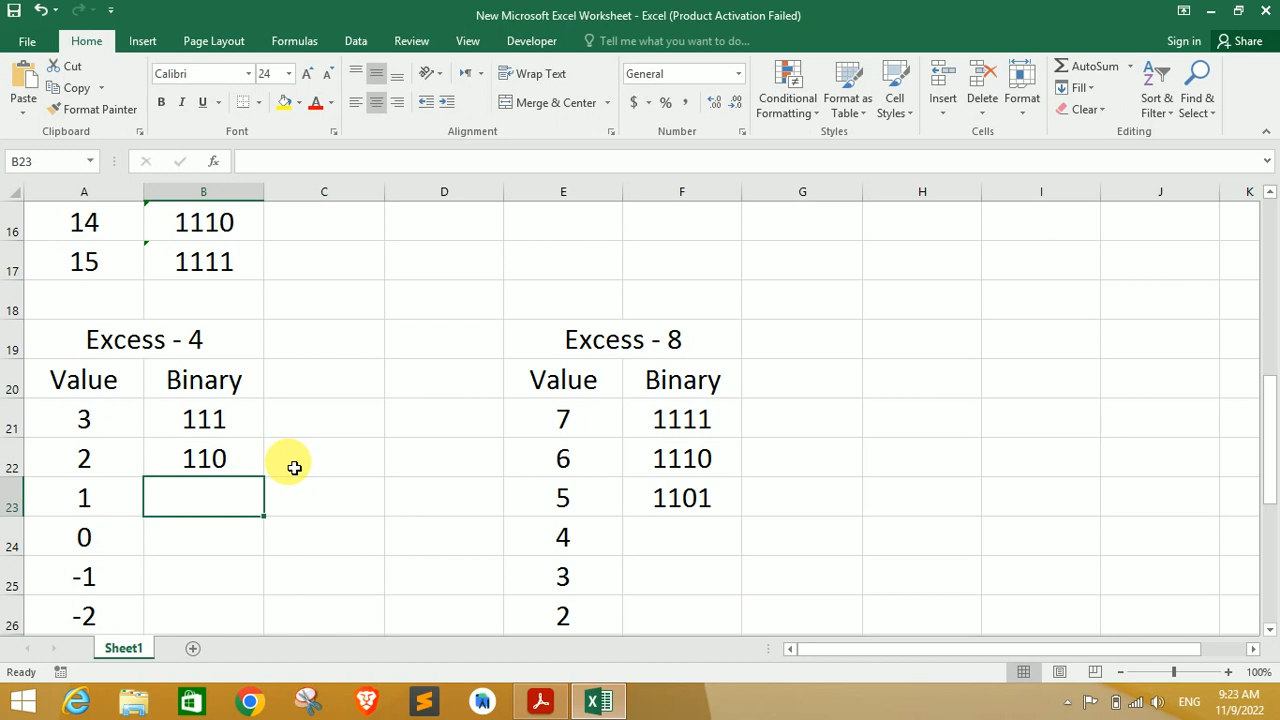 New Microsoft Excel Worksheet - Excel (Product Activation Failed)
File Home Insert Page Layout Formulas Data Review View Developer Tell me what you want to do... Sign in Share
Paste Cut Copy Format Painter
Clipboard
Calibri 24
B I U A A A
Font
Wrap Text
Merge & Center
Alignment
General
$ % ,
Number
Conditional Formatting Format as Table Cell Styles
Styles
Insert Delete Format
Cells
AutoSum
Fill
Clear
Sort & Filter Find & Select
Editing
B23 fx
A B C D E F G H I J K
16 14 1110
17 15 1111
18
19 Excess - 4 Excess - 8
20 Value Binary Value Binary
21 3 111 7 1111
22 2 110 6 1110
23 1 5 1101
24 0 4
25 -1 3
26 -2 2
Sheet1
Ready 100%
ENG 9:23 AM
11/9/2022